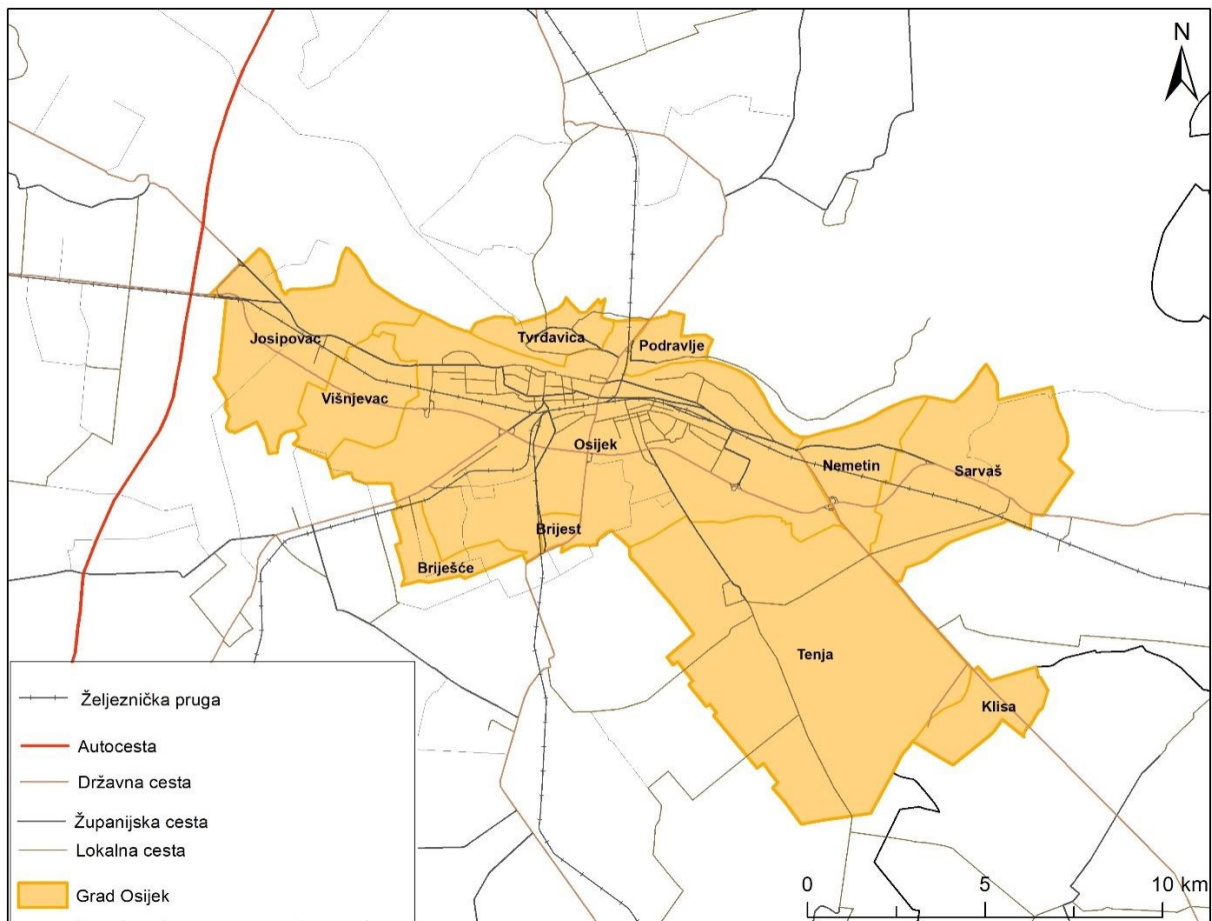 N
Josipovac
Tvrđavica
Podravlje
Višnjevac
Osijek
Nemetin
Sarvaš
Brijest
Briješće
Tenja
Klisa
Željeznička pruga
Autocesta
Državna cesta
Županijska cesta
Lokalna cesta
Grad Osijek
0 5 10 km